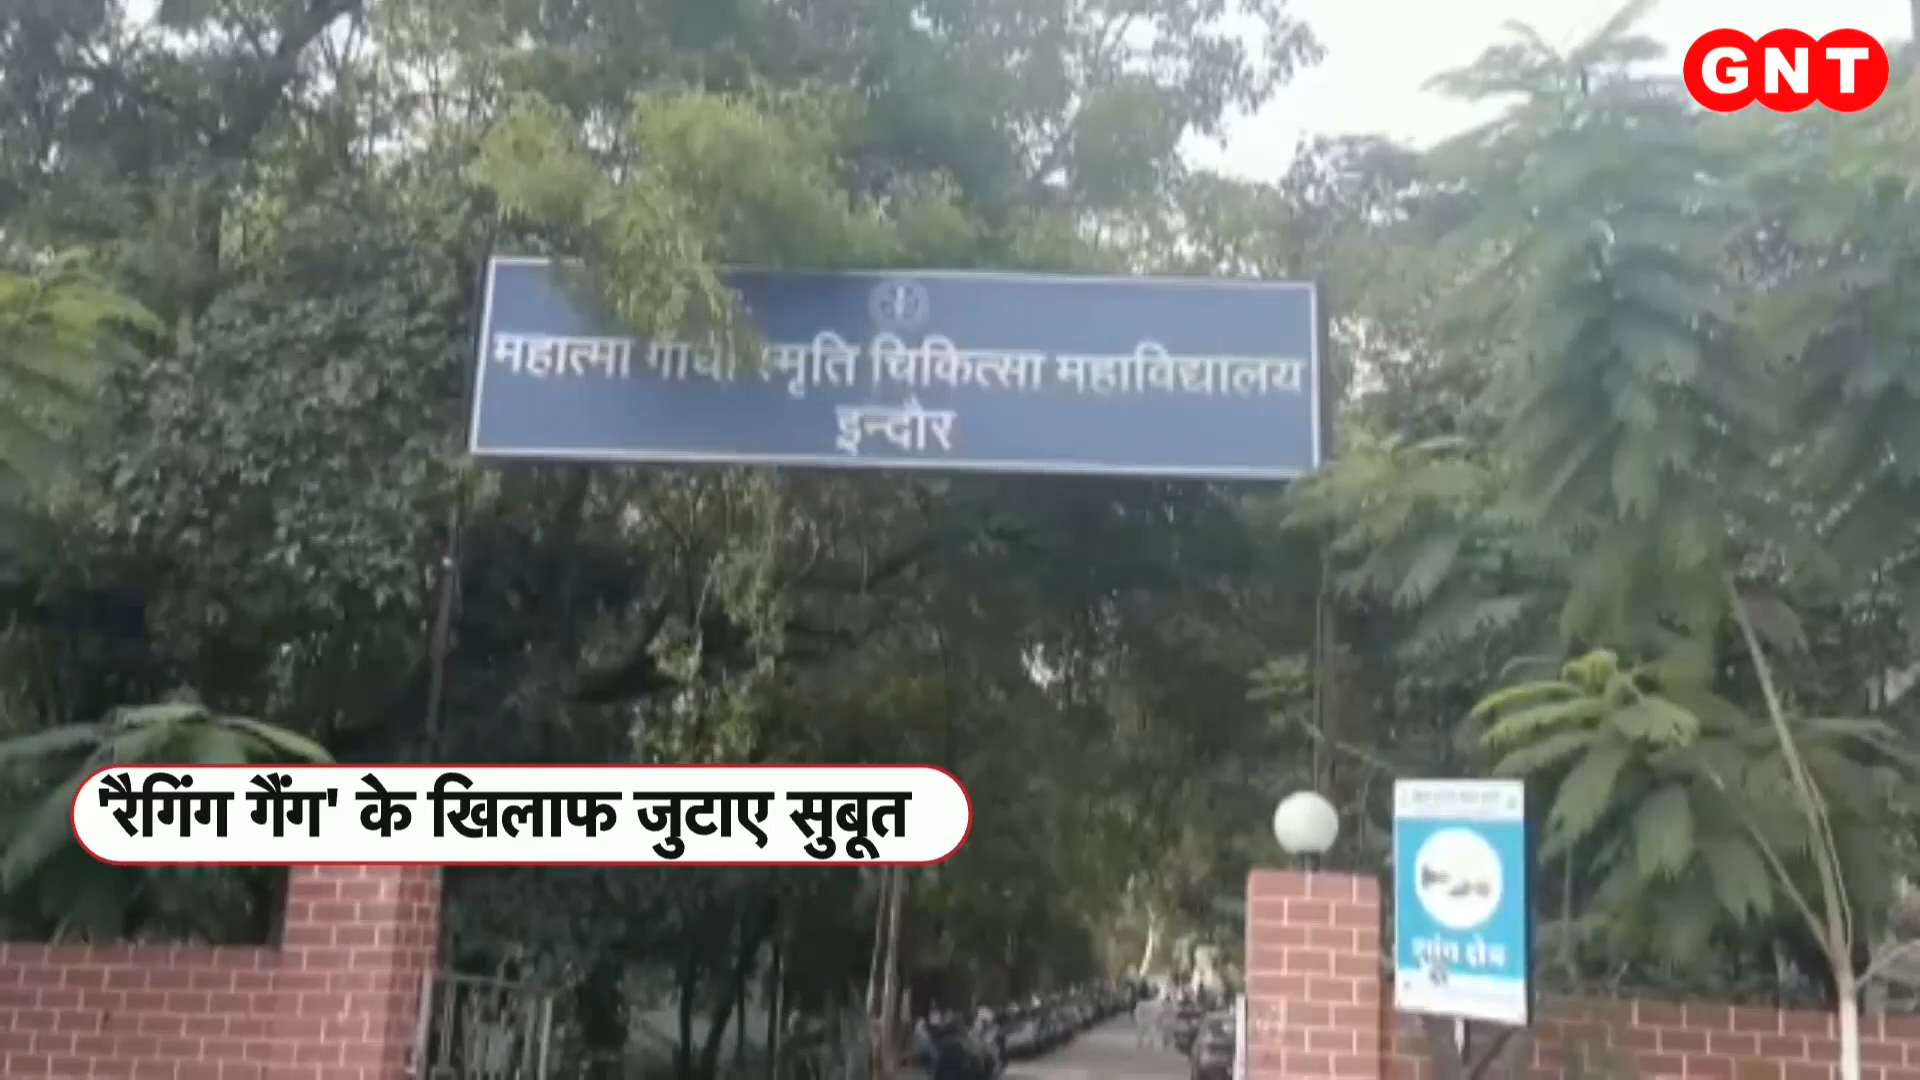 GNT
महात्मा गांधी स्मृति चिकित्सा महाविद्यालय
इन्दौर
'रैगिंग गैंग' के खिलाफ जुटाए सुबूत
शांत क्षेत्र